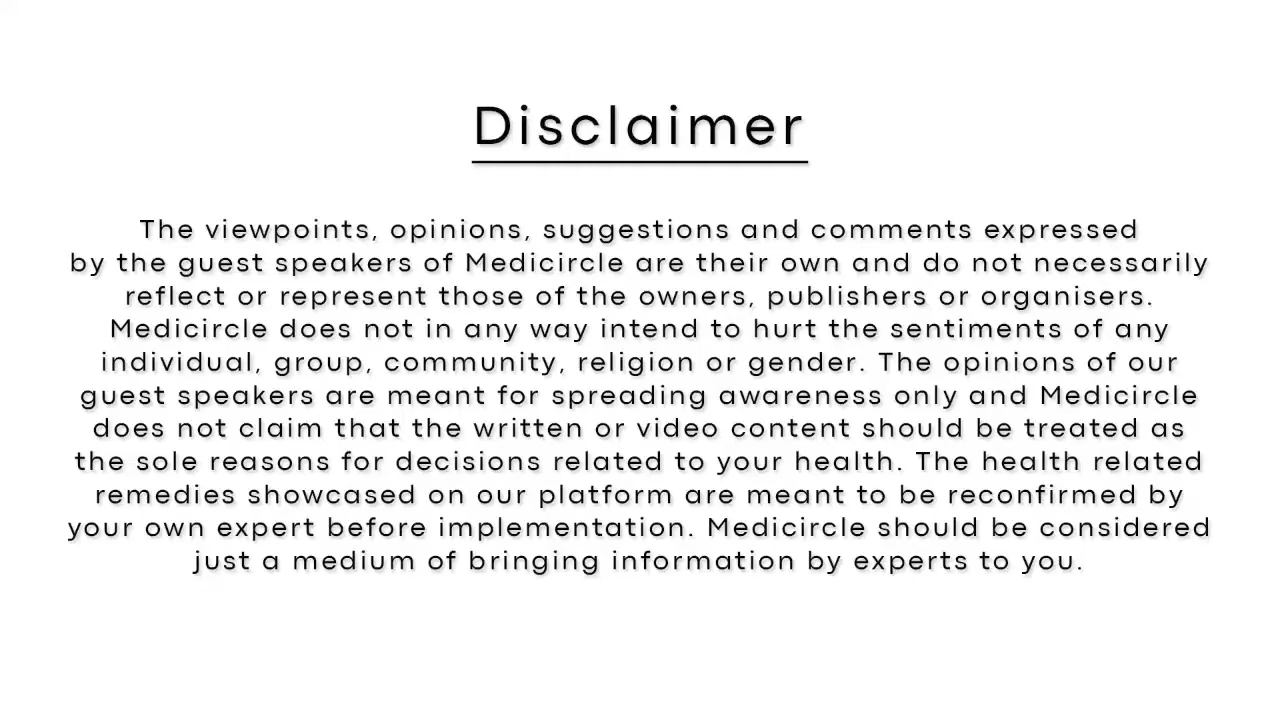 Disclaimer
The viewpoints, opinions, suggestions and comments expressed
by the guest speakers of Medicircle are their own and do not necessarily
reflect or represent those of the owners, publishers or organisers.
Medicircle does not in any way intend to hurt the sentiments of any
individual, group, community, religion or gender. The opinions of our
guest speakers are meant for spreading awareness only and Medicircle
does not claim that the written or video content should be treated as
the sole reasons for decisions related to your health. The health related
remedies showcased on our platform are meant to be reconfirmed by
your own expert before implementation. Medicircle should be considered
just a medium of bringing information by experts to you.